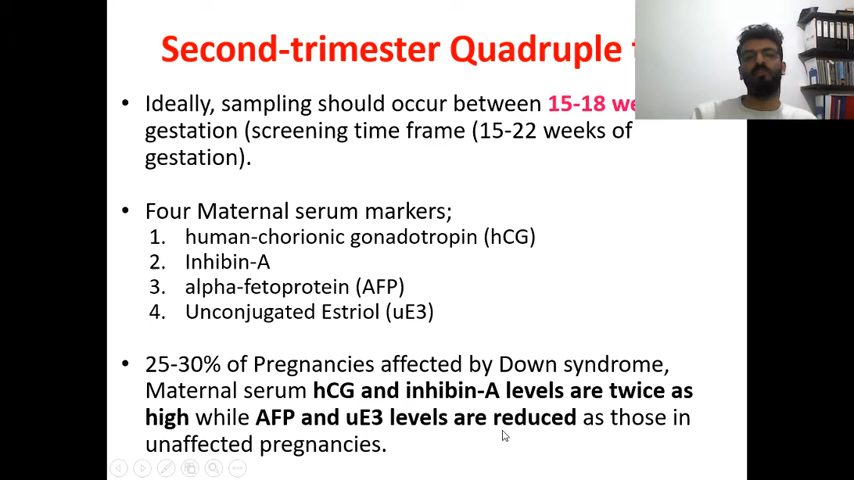 Second-trimester Quadruple
• Ideally, sampling should occur between 15-18
gestation (screening time frame (15-22 weeks of
gestation).
• Four Maternal serum markers;
1. human-chorionic gonadotropin (hCG)
2. Inhibin-A
3. alpha-fetoprotein (AFP)
4. Unconjugated Estriol (uE3)
• 25-30% of Pregnancies affected by Down syndrome,
Maternal serum hCG and inhibin-A levels are twice as
high while AFP and uE3 levels are reduced as those in
unaffected pregnancies.